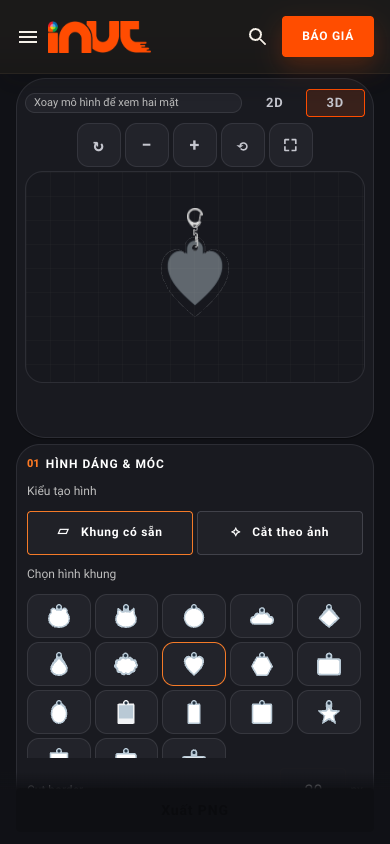 inut
BÁO GIÁ
Xoay mô hình để xem hai mặt
2D
3D
01 HÌNH DÁNG & MÓC
Kiểu tạo hình
Khung có sẵn
Cắt theo ảnh
Chọn hình khung